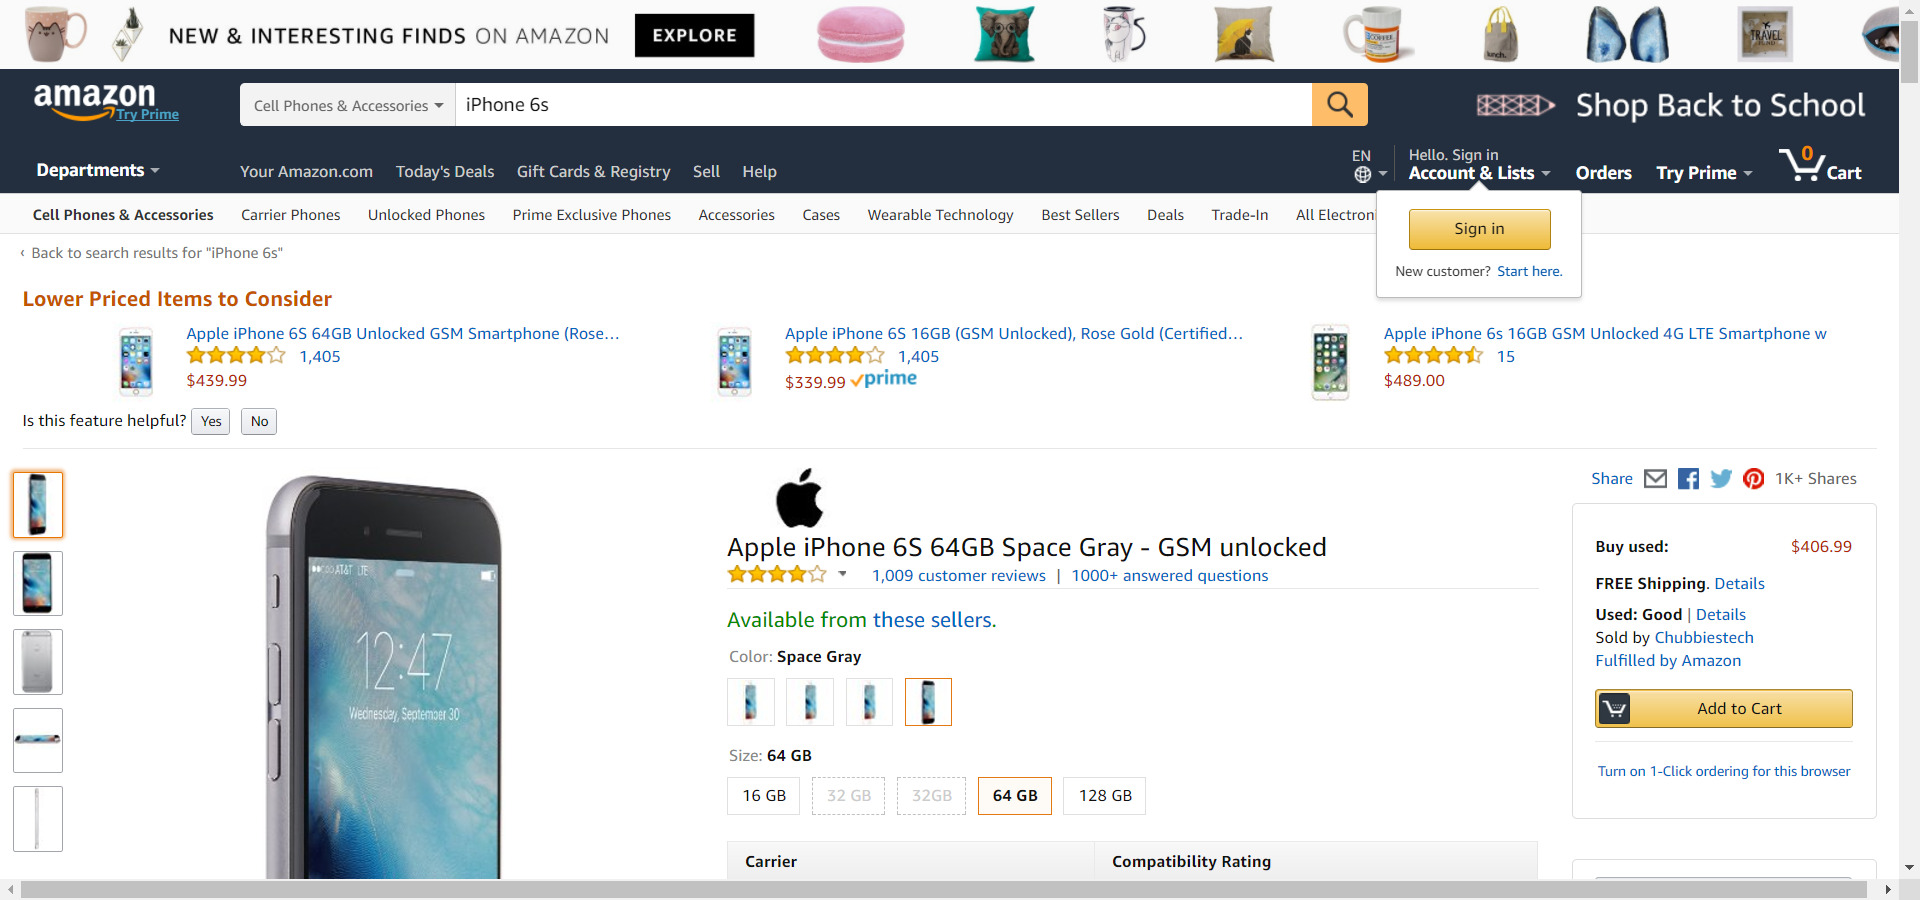 NEW & INTERESTING FINDS ON AMAZON
EXPLORE
COFFEE
lunch.
TRAVEL
FUND
amazon
Try Prime
Cell Phones & Accessories
iPhone 6s
Shop Back to School
Departments
Your Amazon.com
Today's Deals
Gift Cards & Registry
Sell
Help
EN
Hello. Sign in
Account & Lists
Orders
Try Prime
0
Cart
Cell Phones & Accessories
Carrier Phones
Unlocked Phones
Prime Exclusive Phones
Accessories
Cases
Wearable Technology
Best Sellers
Deals
Trade-In
All Electroni
Sign in
New customer? Start here.
‹ Back to search results for "iPhone 6s"
Lower Priced Items to Consider
Apple iPhone 6S 64GB Unlocked GSM Smartphone (Rose...
1,405
$439.99
Apple iPhone 6S 16GB (GSM Unlocked), Rose Gold (Certified...
1,405
$339.99 prime
Apple iPhone 6s 16GB GSM Unlocked 4G LTE Smartphone w
15
$489.00
Is this feature helpful? Yes No
AT&T LTE
12:47
Wednesday, September 30
Apple iPhone 6S 64GB Space Gray - GSM unlocked
1,009 customer reviews | 1000+ answered questions
Available from these sellers.
Color: Space Gray
Size: 64 GB
16 GB
32 GB
32GB
64 GB
128 GB
Carrier
Compatibility Rating
Share
1K+ Shares
Buy used: $406.99
FREE Shipping. Details
Used: Good | Details
Sold by Chubbiestech
Fulfilled by Amazon
Add to Cart
Turn on 1-Click ordering for this browser